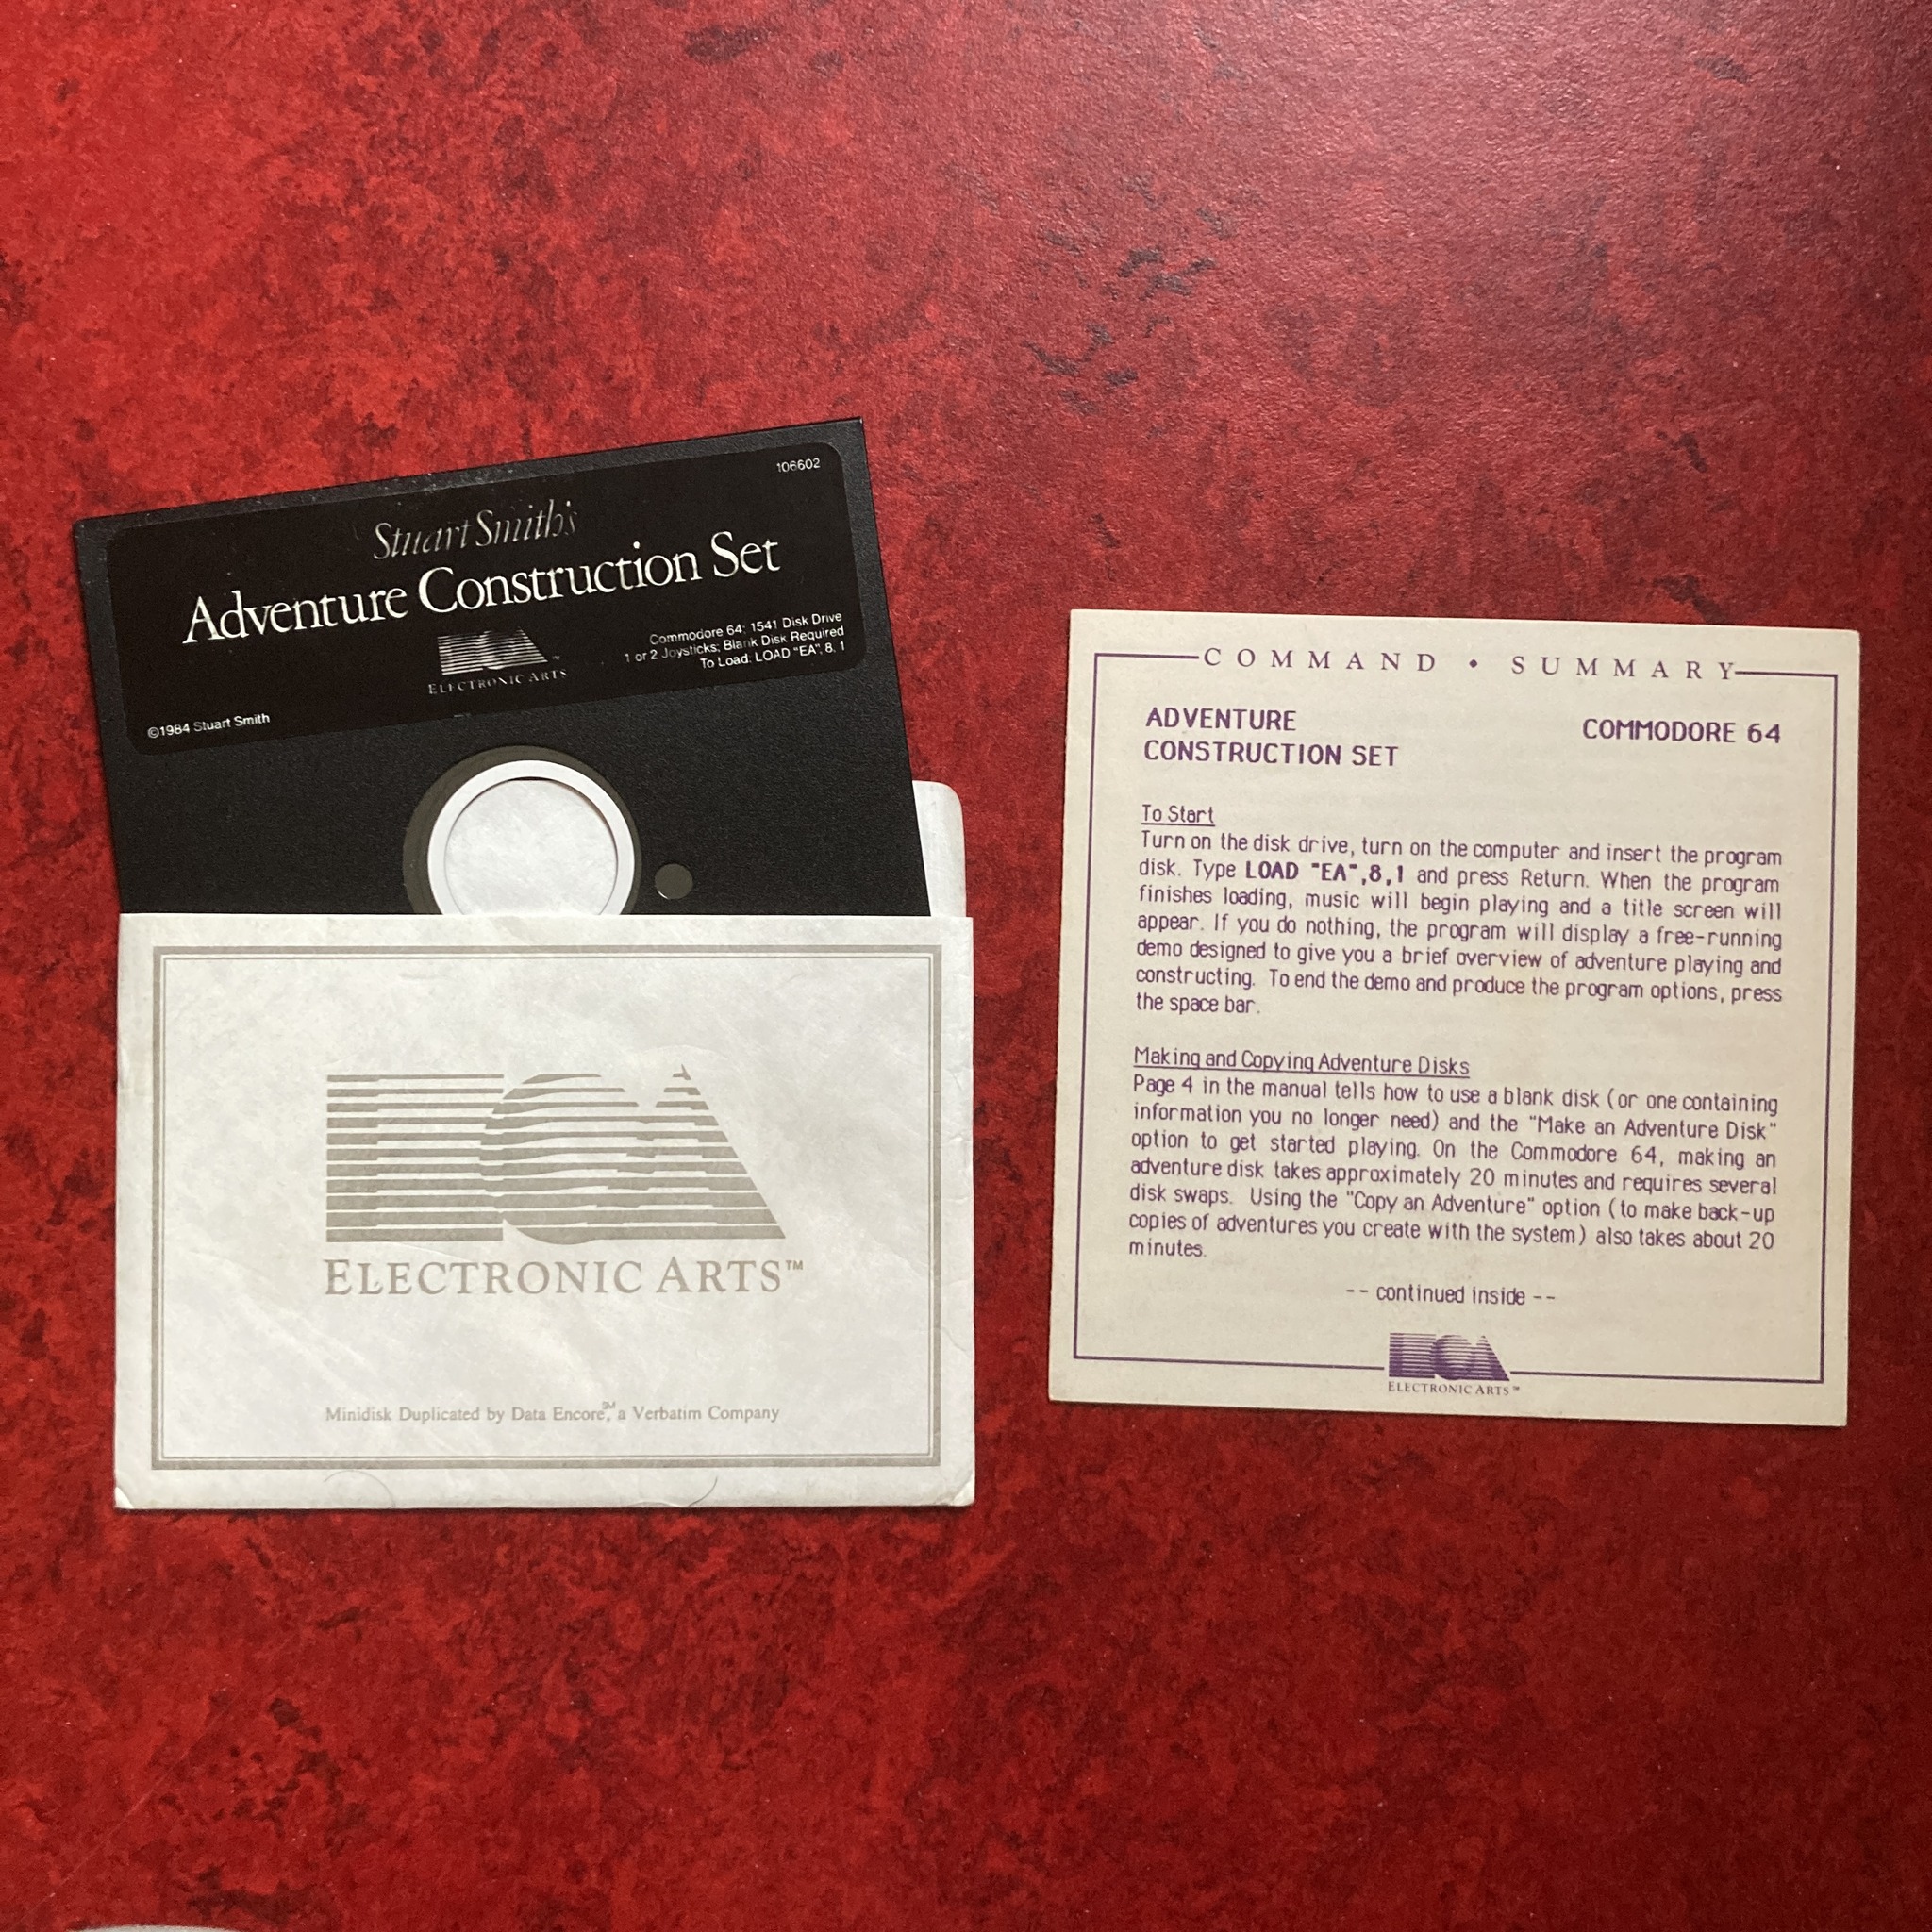 106602
Stuart Smith's
Adventure Construction Set
Commodore 64: 1541 Disk Drive
1 or 2 Joysticks; Blank Disk Required
To Load: LOAD "EA", 8, 1
ELECTRONIC ARTS
©1984 Stuart Smith
ELECTRONIC ARTS™
Minidisk Duplicated by Data Encore,℠ a Verbatim Company
COMMAND • SUMMARY
ADVENTURE
CONSTRUCTION SET
COMMODORE 64
To Start
Turn on the disk drive, turn on the computer and insert the program
disk. Type LOAD "EA",8,1 and press Return. When the program
finishes loading, music will begin playing and a title screen will
appear. If you do nothing, the program will display a free-running
demo designed to give you a brief overview of adventure playing and
constructing. To end the demo and produce the program options, press
the space bar.
Making and Copying Adventure Disks
Page 4 in the manual tells how to use a blank disk (or one containing
information you no longer need) and the "Make an Adventure Disk"
option to get started playing. On the Commodore 64, making an
adventure disk takes approximately 20 minutes and requires several
disk swaps. Using the "Copy an Adventure" option (to make back-up
copies of adventures you create with the system) also takes about 20
minutes.
-- continued inside --
ELECTRONIC ARTS™